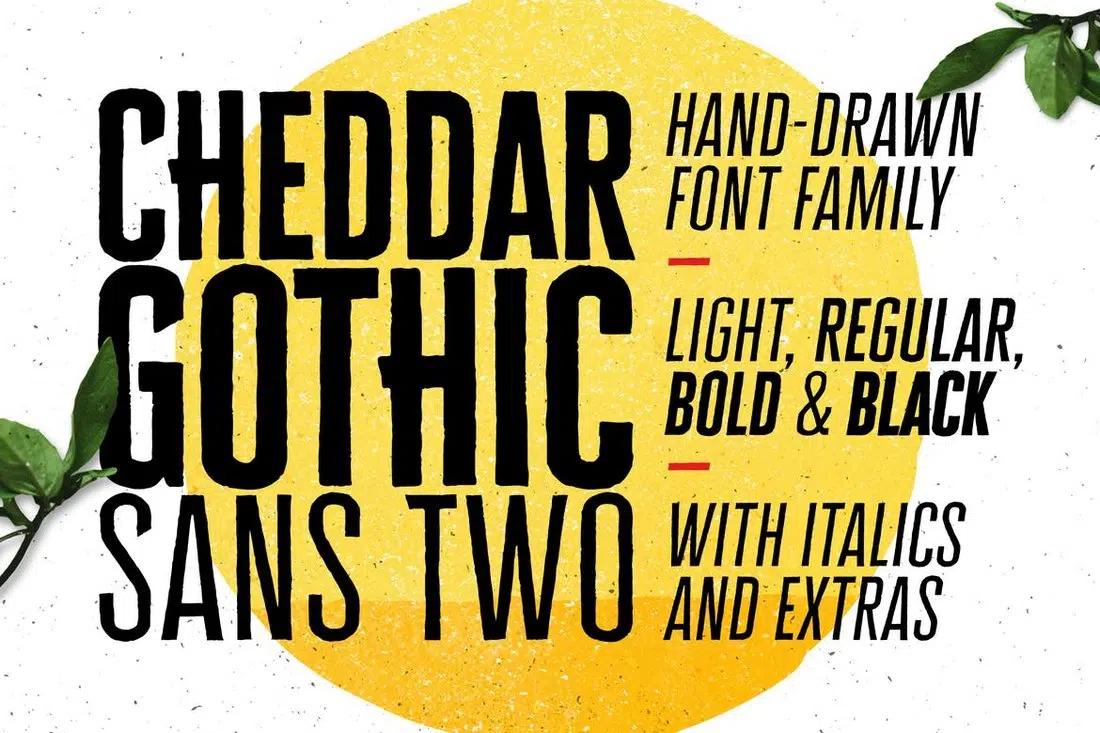 CHEDDAR
GOTHIC
SANS TWO
HAND-DRAWN
FONT FAMILY
LIGHT, REGULAR,
BOLD & BLACK
WITH ITALICS
AND EXTRAS